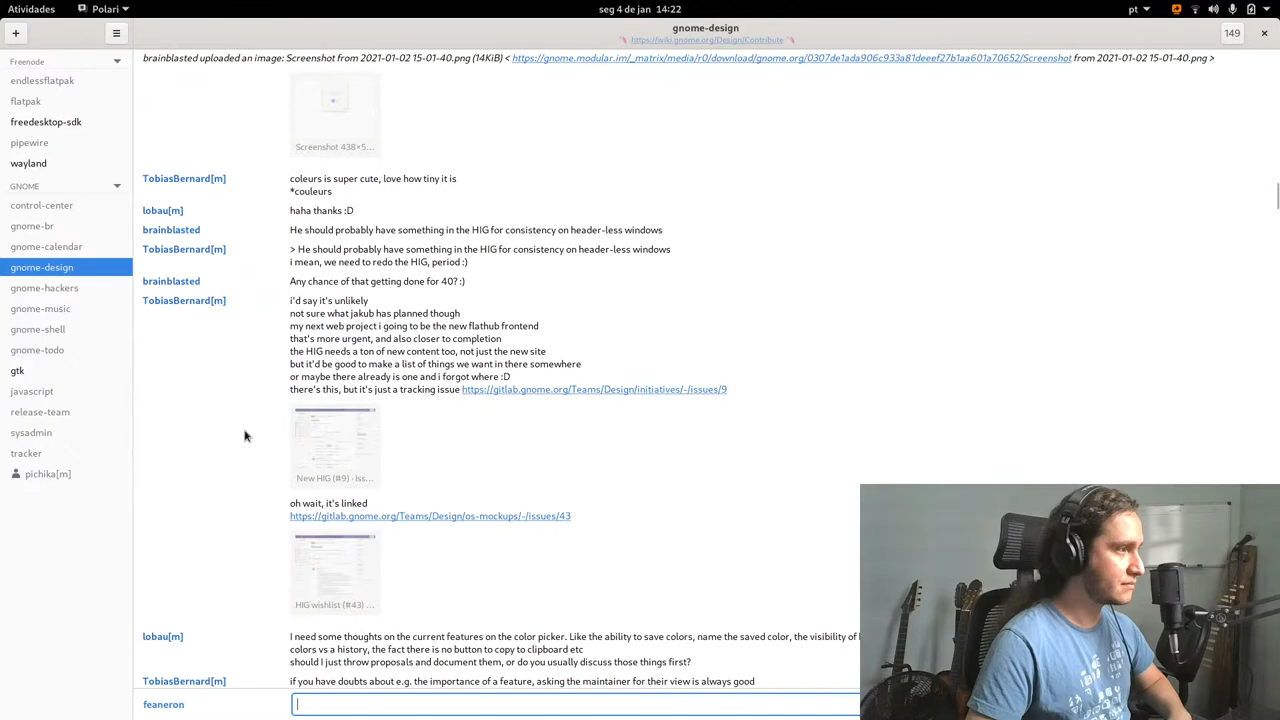 Atividades
Polari
seg 4 de jan 14:22
pt
gnome-design
https://wiki.gnome.org/Design/Contribute
149
Freenode
endlessflatpak
flatpak
freedesktop-sdk
pipewire
wayland
GNOME
control-center
gnome-br
gnome-calendar
gnome-design
gnome-hackers
gnome-music
gnome-shell
gnome-todo
gtk
javascript
release-team
sysadmin
tracker
pichika[m]
brainblasted uploaded an image: Screenshot from 2021-01-02 15-01-40.png (14KiB) < https://gnome.modular.im/_matrix/media/r0/download/gnome.org/0307de1ada906c933a81deeef27b1aa601a70652/Screenshot from 2021-01-02 15-01-40.png >
Screenshot 438×5...
TobiasBernard[m] coleurs is super cute, love how tiny it is
*couleurs
lobau[m] haha thanks :D
brainblasted He should probably have something in the HIG for consistency on header-less windows
TobiasBernard[m] > He should probably have something in the HIG for consistency on header-less windows
i mean, we need to redo the HIG, period :)
brainblasted Any chance of that getting done for 40? :)
TobiasBernard[m] i'd say it's unlikely
not sure what jakub has planned though
my next web project i going to be the new flathub frontend
that's more urgent, and also closer to completion
the HIG needs a ton of new content too, not just the new site
but it'd be good to make a list of things we want in there somewhere
or maybe there already is one and i forgot where :D
there's this, but it's just a tracking issue https://gitlab.gnome.org/Teams/Design/initiatives/-/issues/9
New HIG (#9) · Iss...
oh wait, it's linked
https://gitlab.gnome.org/Teams/Design/os-mockups/-/issues/43
HIG wishlist (#43) ...
lobau[m] I need some thoughts on the current features on the color picker. Like the ability to save colors, name the saved color, the visibility of
colors vs a history, the fact there is no button to copy to clipboard etc
should I just throw proposals and document them, or do you usually discuss those things first?
TobiasBernard[m] if you have doubts about e.g. the importance of a feature, asking the maintainer for their view is always good
feaneron